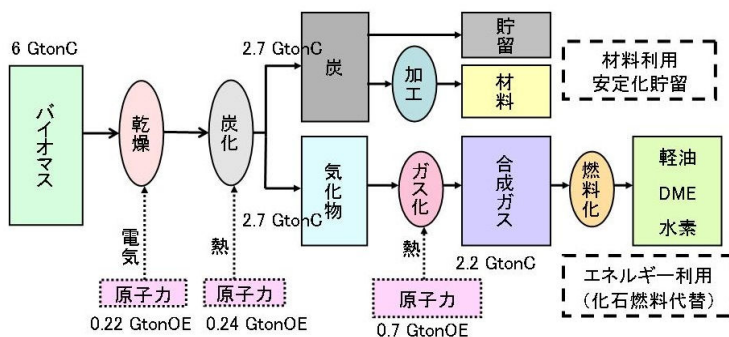 6 GtonC
バイオマス
乾燥
炭化
2.7 GtonC
炭
貯留
加工
材料
材料利用
安定化貯留
2.7 GtonC
気化物
ガス化
合成ガス
2.2 GtonC
燃料化
軽油
DME
水素
電気
熱
熱
原子力
0.22 GtonOE
原子力
0.24 GtonOE
原子力
0.7 GtonOE
エネルギー利用
(化石燃料代替)